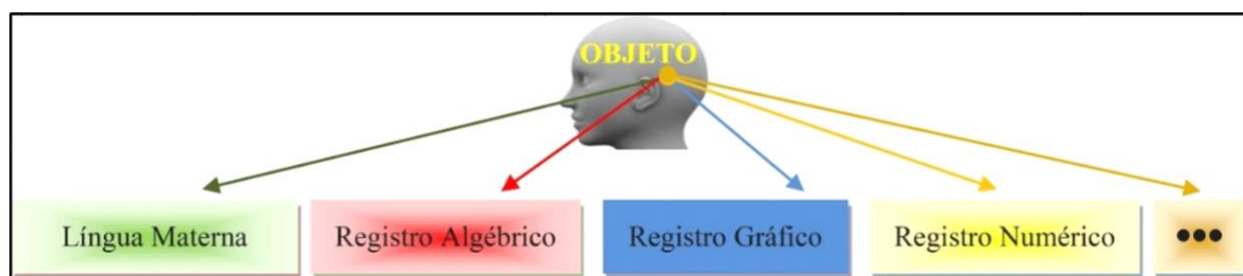 OBJETO
Língua Materna
Registro Algébrico
Registro Gráfico
Registro Numérico
•••